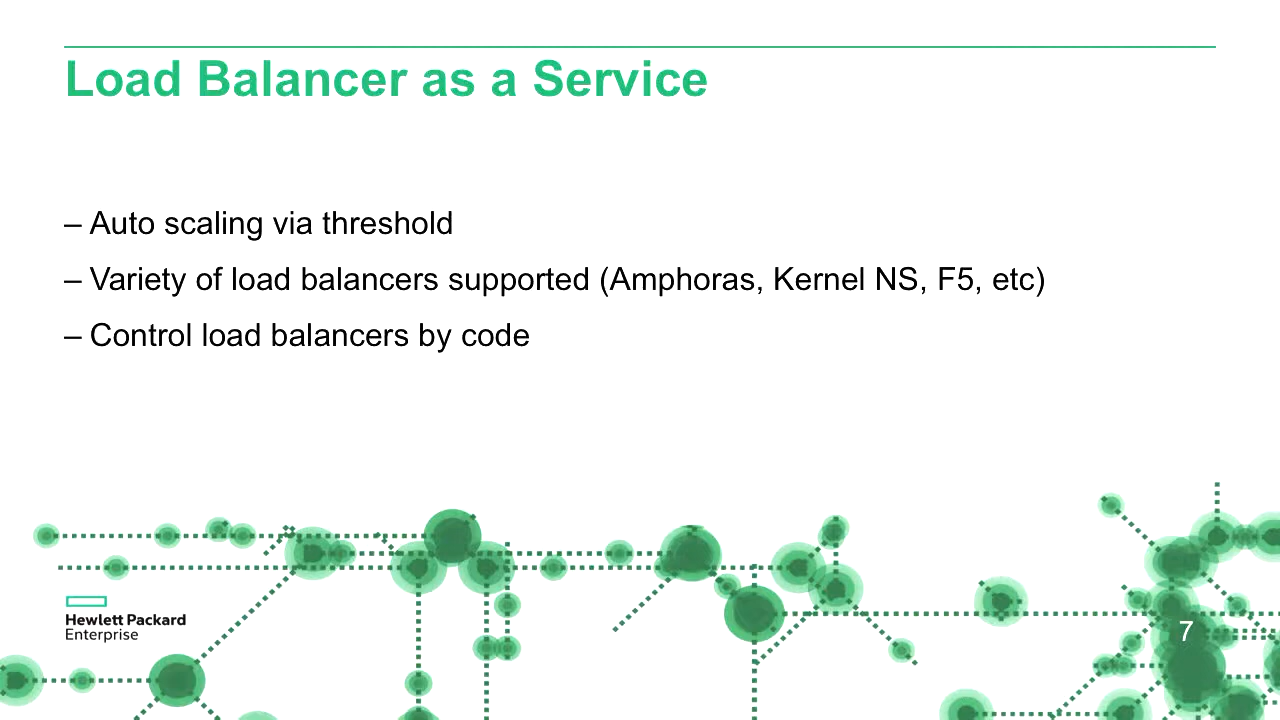 Load Balancer as a Service
– Auto scaling via threshold
– Variety of load balancers supported (Amphoras, Kernel NS, F5, etc)
– Control load balancers by code
Hewlett Packard
Enterprise
7